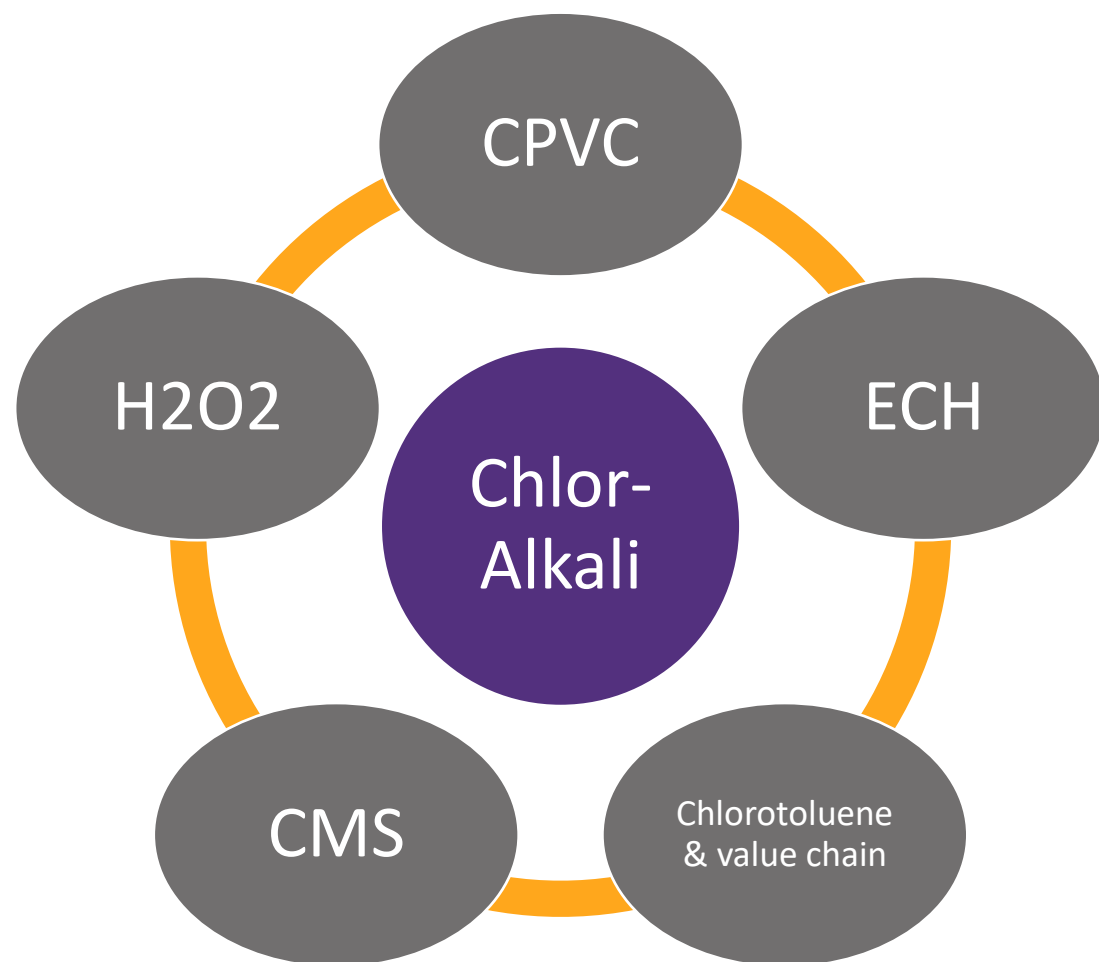 CPVC
H2O2
ECH
Chlor-
Alkali
CMS
Chlorotoluene
& value chain